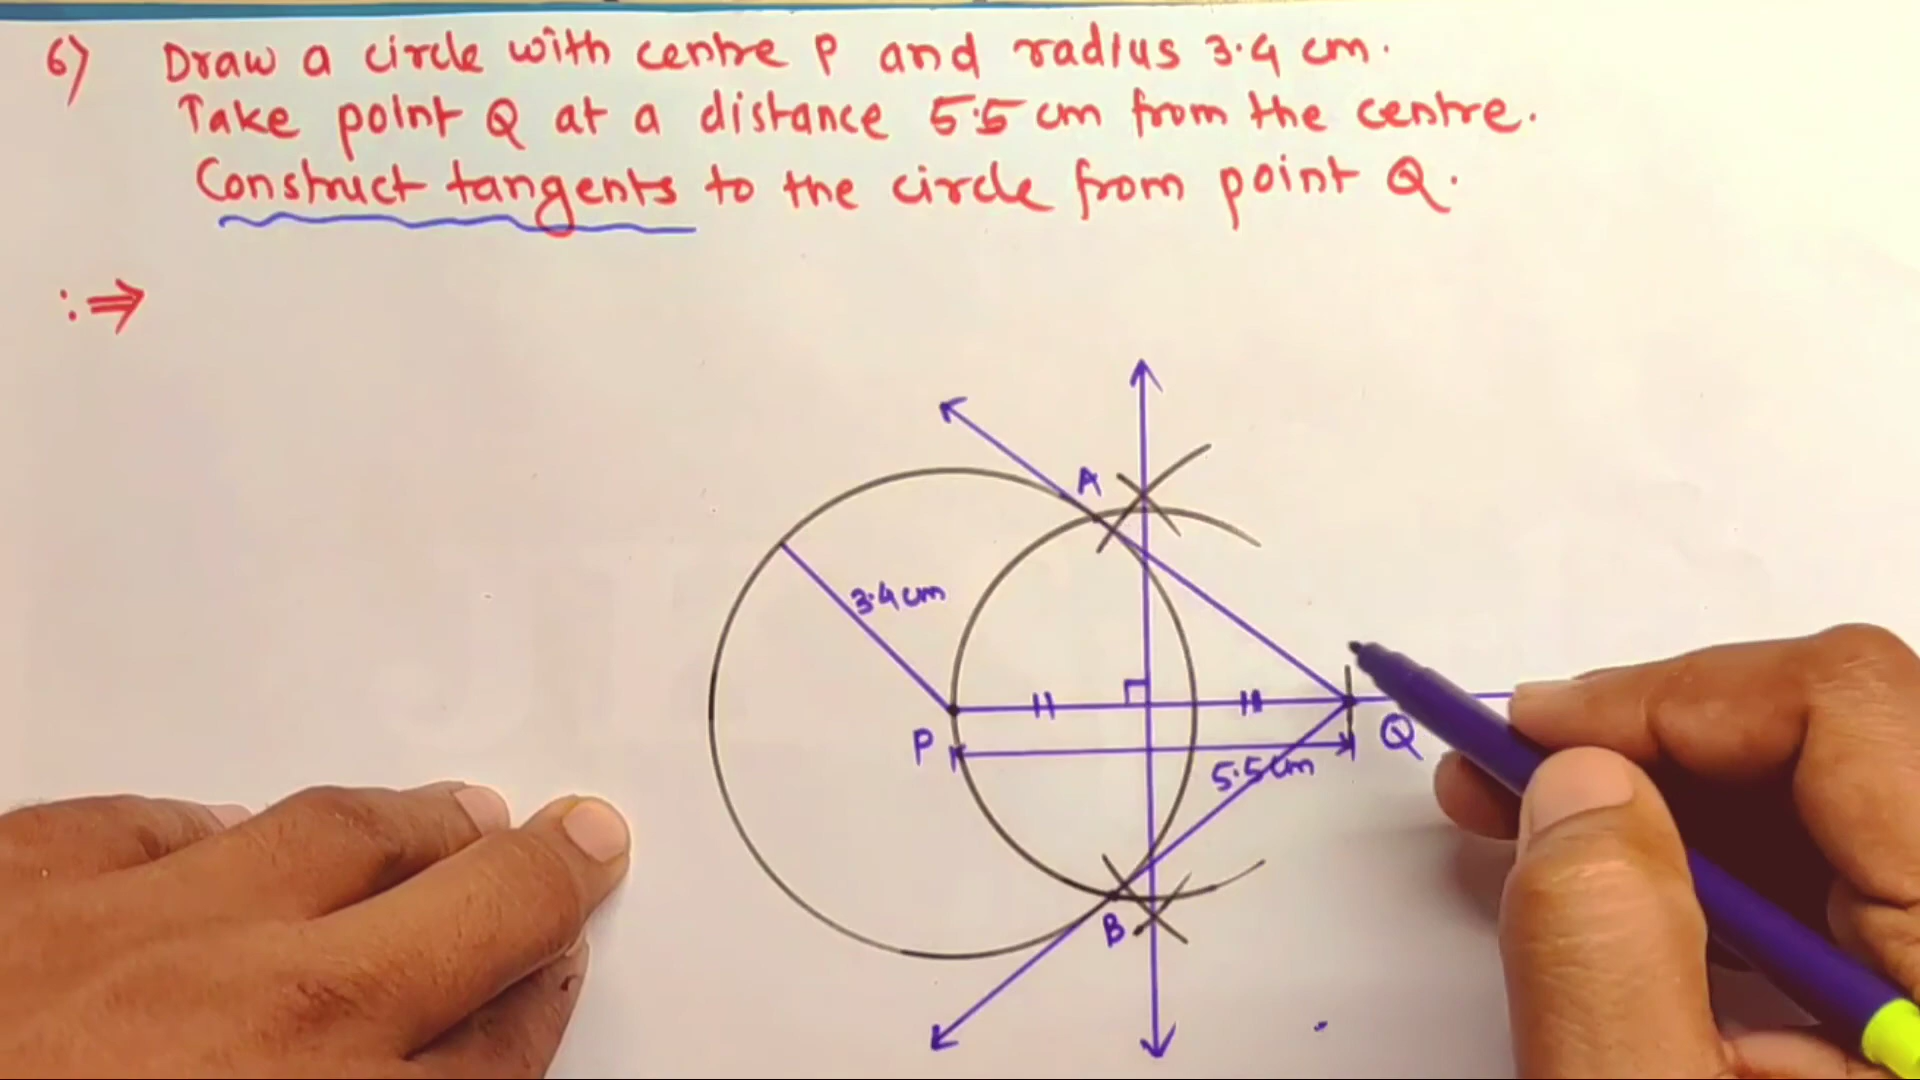 6) Draw a circle with centre P and radius 3.4 cm.
Take point Q at a distance 5.5 cm from the centre.
Construct tangents to the circle from point Q.
:⇒
A
3.4 cm
P
Q
5.5 cm
B